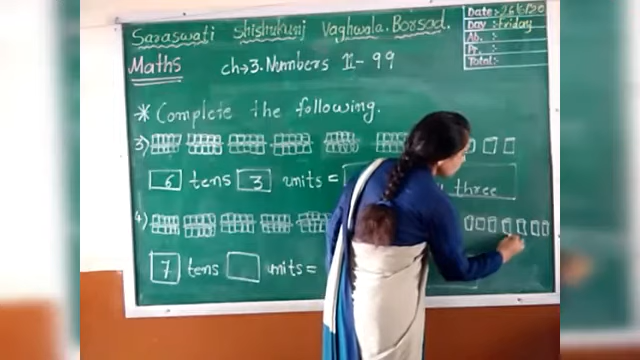 Saraswati Shishukunj Vaghwala. Borsad.
Date:- 26/6/20
Day :- Friday
Ab. :
Pr. :
Total:-
Maths
ch→3. Numbers 11-99
* Complete the following.
3)
6 tens 3 units = three
4)
7 tens units =